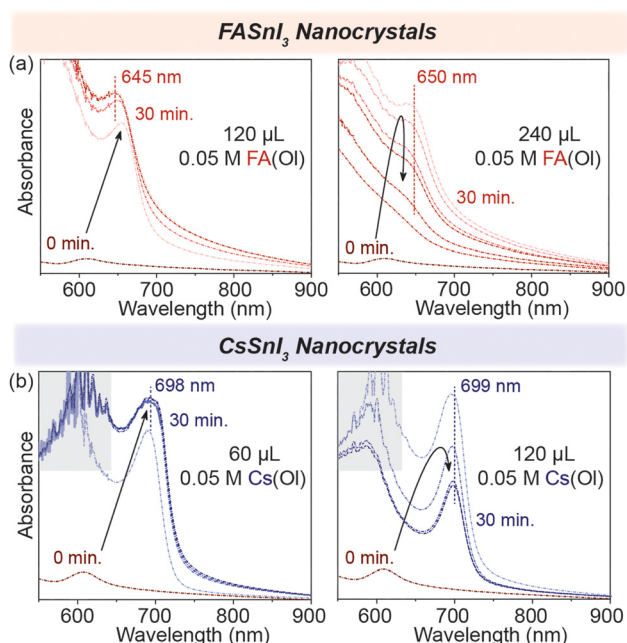 FASnI₃ Nanocrystals
(a)
645 nm
30 min.
120 µL
0.05 M FA(Ol)
0 min.
Absorbance
600 700 800 900
Wavelength (nm)
650 nm
240 µL
0.05 M FA(Ol)
30 min.
0 min.
600 700 800 900
Wavelength (nm)
CsSnI₃ Nanocrystals
(b)
698 nm
30 min.
60 µL
0.05 M Cs(Ol)
0 min.
Absorbance
600 700 800 900
Wavelength (nm)
699 nm
120 µL
0.05 M Cs(Ol)
30 min.
0 min.
600 700 800 900
Wavelength (nm)